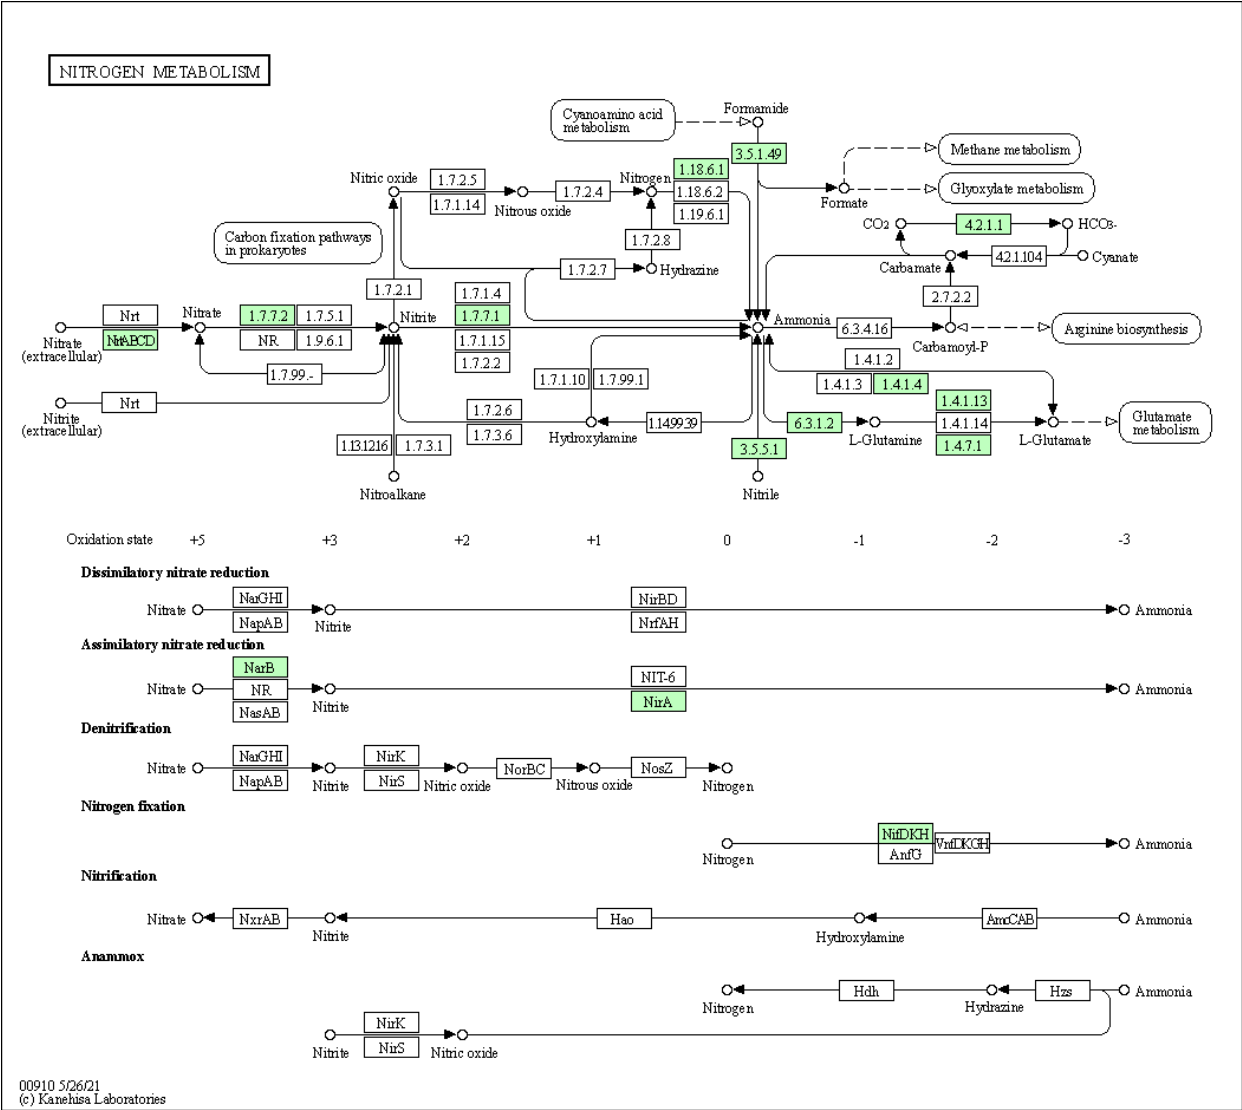 NITROGEN METABOLISM
Cyanoamino acid
metabolism
Formamide
3.5.1.49
Methane metabolism
Glyoxylate metabolism
Formate
Nitric oxide
1.7.2.5
1.7.1.14
Nitrous oxide
1.7.2.4
Nitrogen
1.18.6.1
1.18.6.2
1.19.6.1
1.7.2.8
Hydrazine
1.7.2.7
CO2
4.2.1.1
HCO3-
Carbamate
4.2.1.104
Cyanate
Carbon fixation pathways
in prokaryotes
1.7.2.1
2.7.2.2
Nrt
NrtABCD
Nitrate
(extracellular)
Nitrate
1.7.7.2
1.7.5.1
NR
1.9.6.1
1.7.99.-
Nitrite
1.7.1.4
1.7.7.1
1.7.1.15
1.7.2.2
Ammonia
6.3.4.16
Carbamoyl-P
Arginine biosynthesis
1.4.1.2
1.4.1.3
1.4.1.4
Nrt
Nitrite
(extracellular)
1.7.1.10
1.7.99.1
1.7.2.6
1.7.3.6
Hydroxylamine
1.14.99.39
6.3.1.2
L-Glutamine
1.4.1.13
1.4.1.14
1.4.7.1
L-Glutamate
Glutamate
metabolism
1.13.12.16
1.7.3.1
Nitroalkane
3.5.5.1
Nitrile
Oxidation state +5 +3 +2 +1 0 -1 -2 -3
Dissimilatory nitrate reduction
Nitrate
NarGHI
NapAB
Nitrite
NirBD
NrfAH
Ammonia
Assimilatory nitrate reduction
Nitrate
NarB
NR
NasAB
Nitrite
NIT-6
NirA
Ammonia
Denitrification
Nitrate
NarGHI
NapAB
Nitrite
NirK
NirS
Nitric oxide
NorBC
Nitrous oxide
NosZ
Nitrogen
Nitrogen fixation
Nitrogen
NifDKH
AnfG
VnfDKGH
Ammonia
Nitrification
Nitrate
NxrAB
Nitrite
Hao
Hydroxylamine
AmoCAB
Ammonia
Anammox
Nitrogen
Hdh
Hydrazine
Hzs
Ammonia
Nitrite
NirK
NirS
Nitric oxide
00910 5/26/21
(c) Kanehisa Laboratories